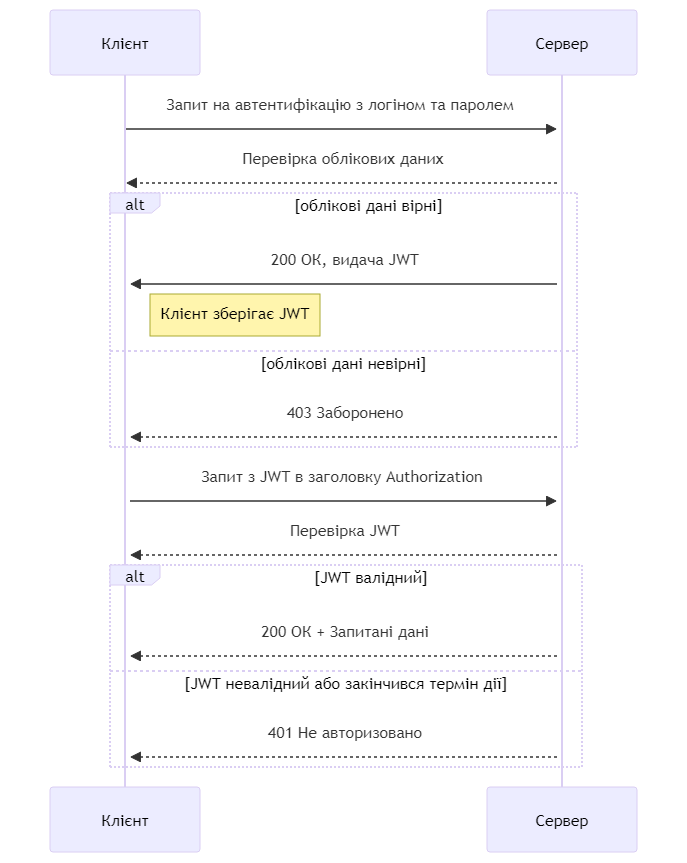 Клієнт
Сервер
Запит на автентифікацію з логіном та паролем
Перевірка облікових даних
alt
[облікові дані вірні]
200 ОК, видача JWT
Клієнт зберігає JWT
[облікові дані невірні]
403 Заборонено
Запит з JWT в заголовку Authorization
Перевірка JWT
alt
[JWT валідний]
200 ОК + Запитані дані
[JWT невалідний або закінчився термін дії]
401 Не авторизовано
Клієнт
Сервер